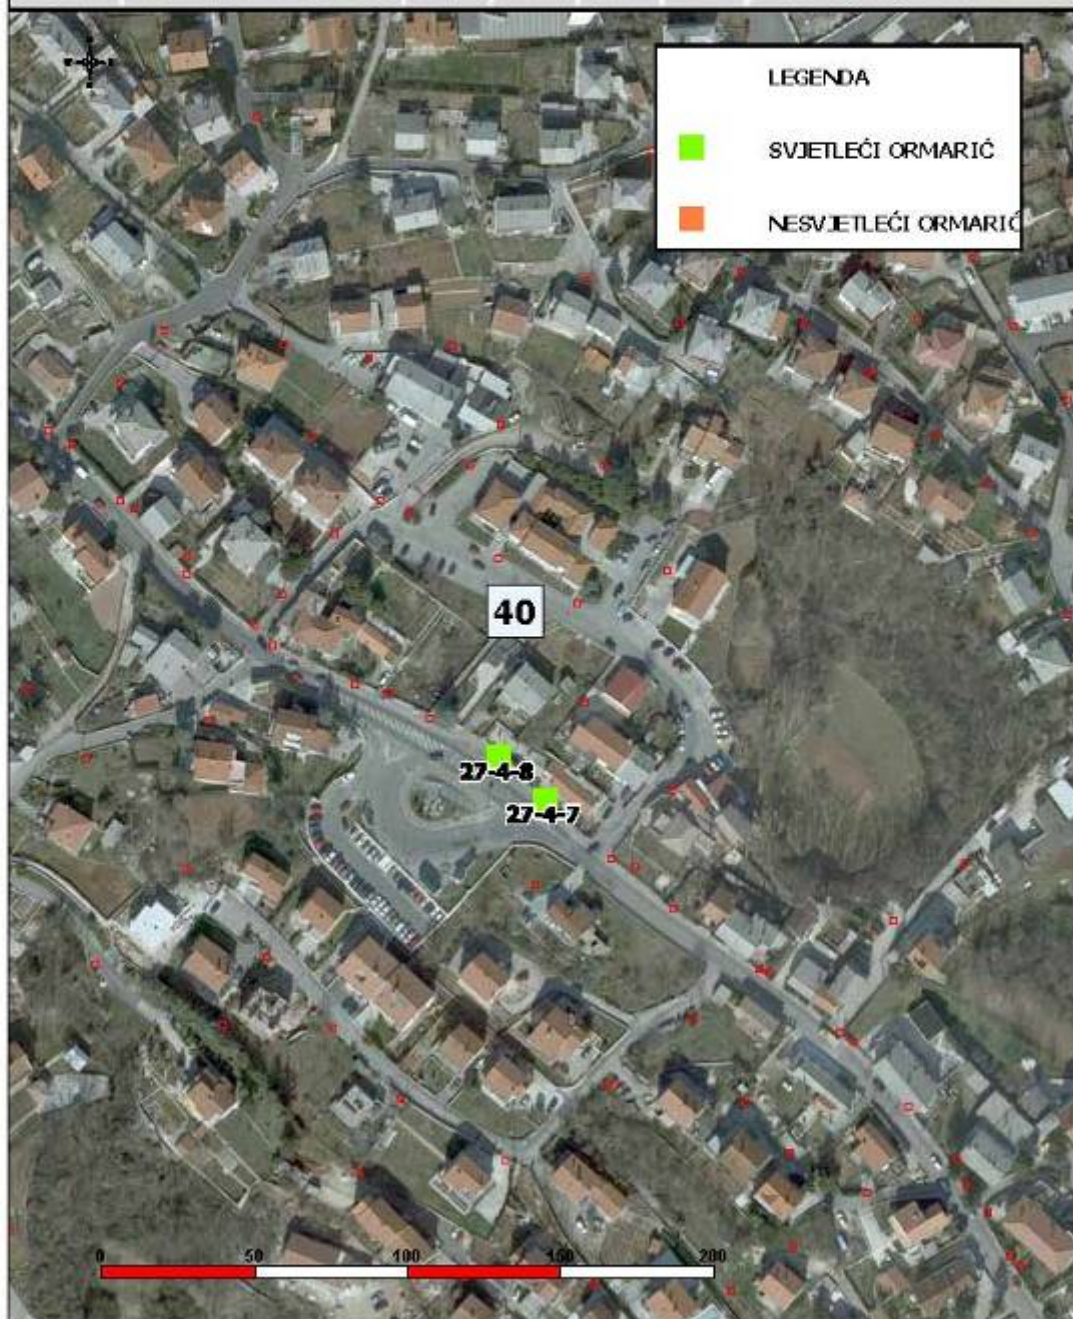 LEGENDA
SVJETLEĆI ORMARIĆ
NESVJETLEĆI ORMARIĆ
40
27-4-8
27-4-7
0 50 100 150 200